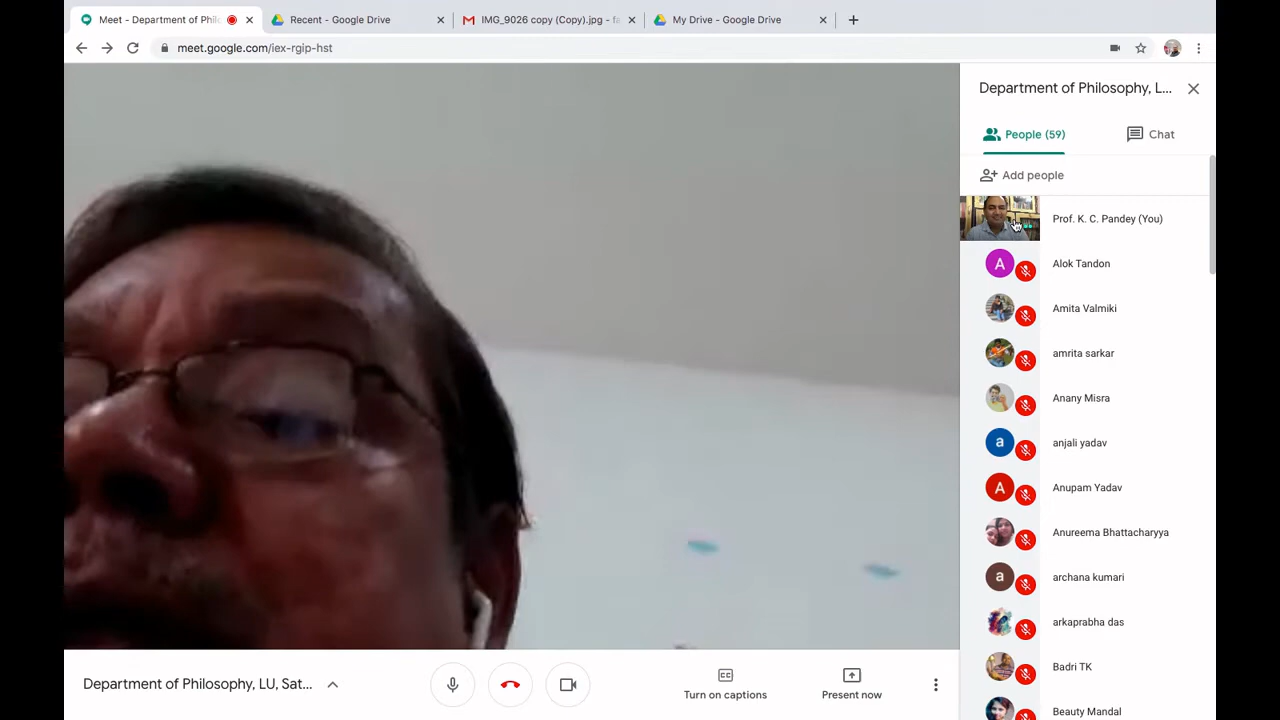 Meet - Department of Philo
Recent - Google Drive
IMG_9026 copy (Copy).jpg - fa
My Drive - Google Drive
meet.google.com/iex-rgip-hst
Department of Philosophy, L...
People (59)
Chat
Add people
Prof. K. C. Pandey (You)
A
Alok Tandon
Amita Valmiki
amrita sarkar
Anany Misra
a
anjali yadav
A
Anupam Yadav
Anureema Bhattacharyya
a
archana kumari
arkaprabha das
Badri TK
Beauty Mandal
Department of Philosophy, LU, Sat...
CC
Turn on captions
Present now